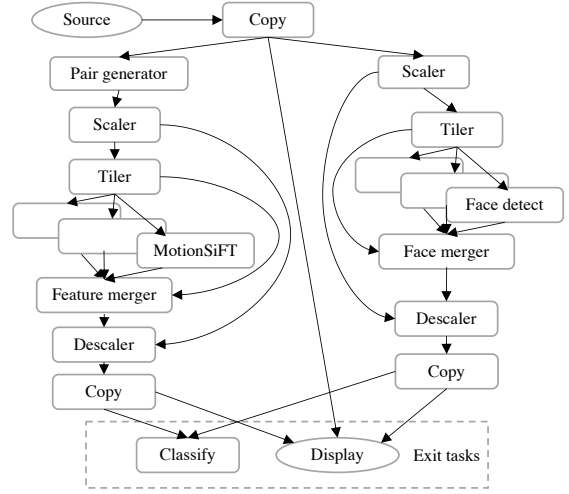 Source
Copy
Pair generator
Scaler
Scaler
Tiler
Tiler
Face detect
MotionSiFT
Face merger
Feature merger
Descaler
Descaler
Copy
Copy
Classify
Display
Exit tasks